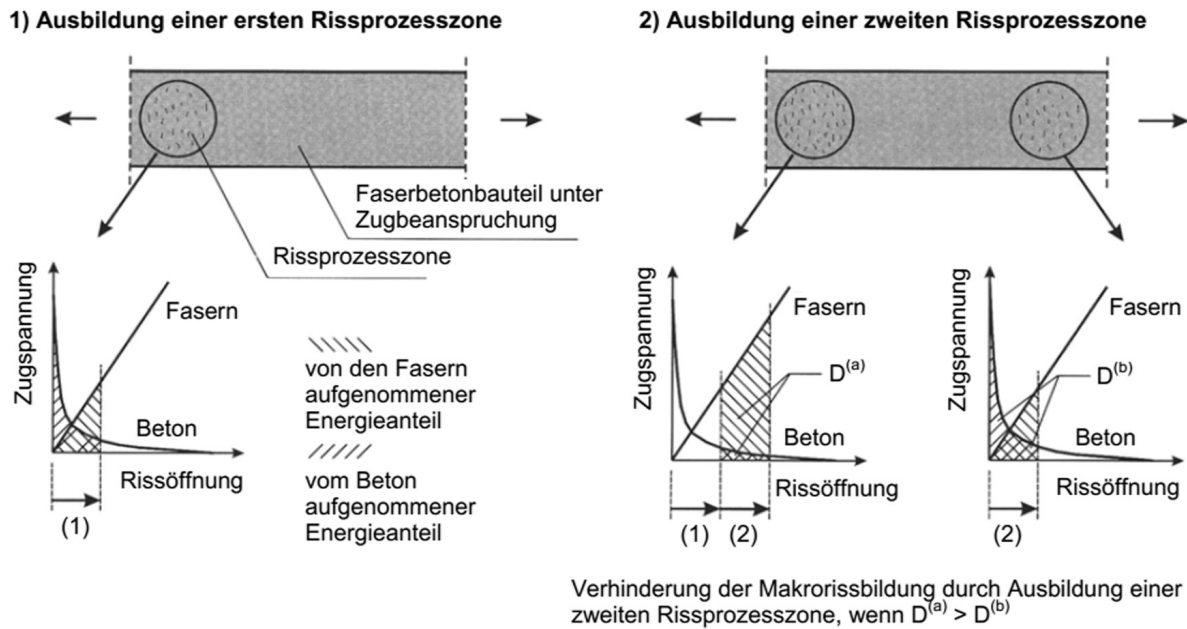 1) Ausbildung einer ersten Rissprozesszone
Faserbetonbauteil unter
Zugbeanspruchung
Rissprozesszone
Zugspannung
Fasern
Beton
Rissöffnung
(1)
von den Fasern
aufgenommener
Energieanteil
vom Beton
aufgenommener
Energieanteil
2) Ausbildung einer zweiten Rissprozesszone
Zugspannung
Fasern
D(a)
Beton
Rissöffnung
(1) (2)
Zugspannung
Fasern
D(b)
Beton
Rissöffnung
(2)
Verhinderung der Makrorissbildung durch Ausbildung einer
zweiten Rissprozesszone, wenn D(a) > D(b)